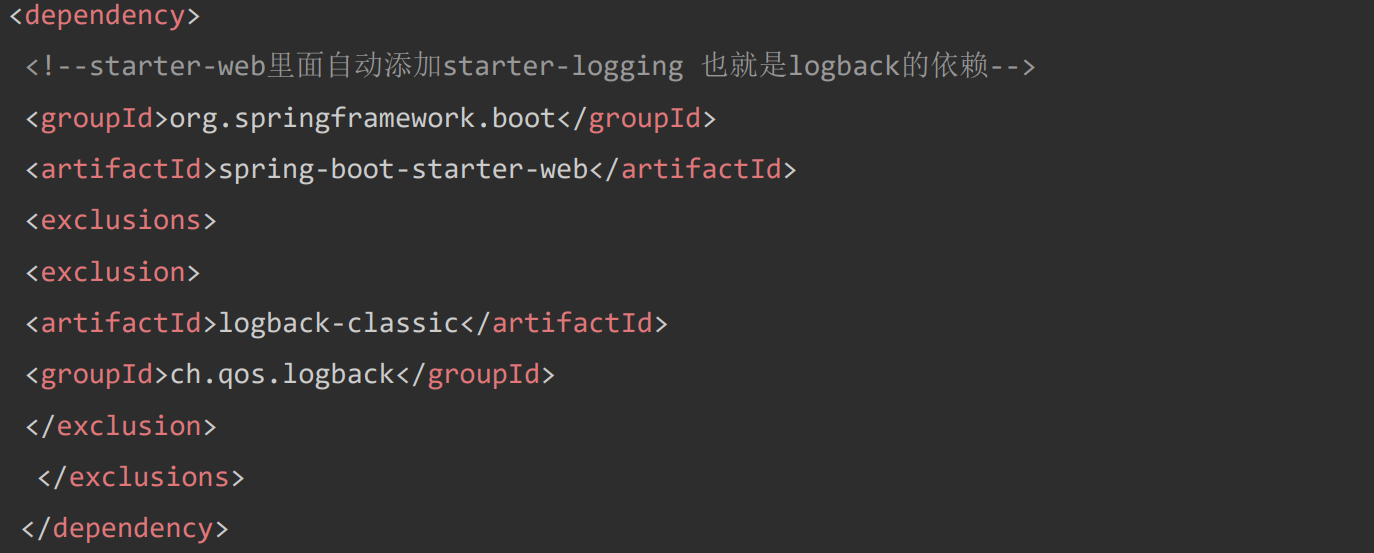 <dependency>
<!--starter-web里面自动添加starter-logging 也就是logback的依赖-->
<groupId>org.springframework.boot</groupId>
<artifactId>spring-boot-starter-web</artifactId>
<exclusions>
<exclusion>
<artifactId>logback-classic</artifactId>
<groupId>ch.qos.logback</groupId>
</exclusion>
</exclusions>
</dependency>